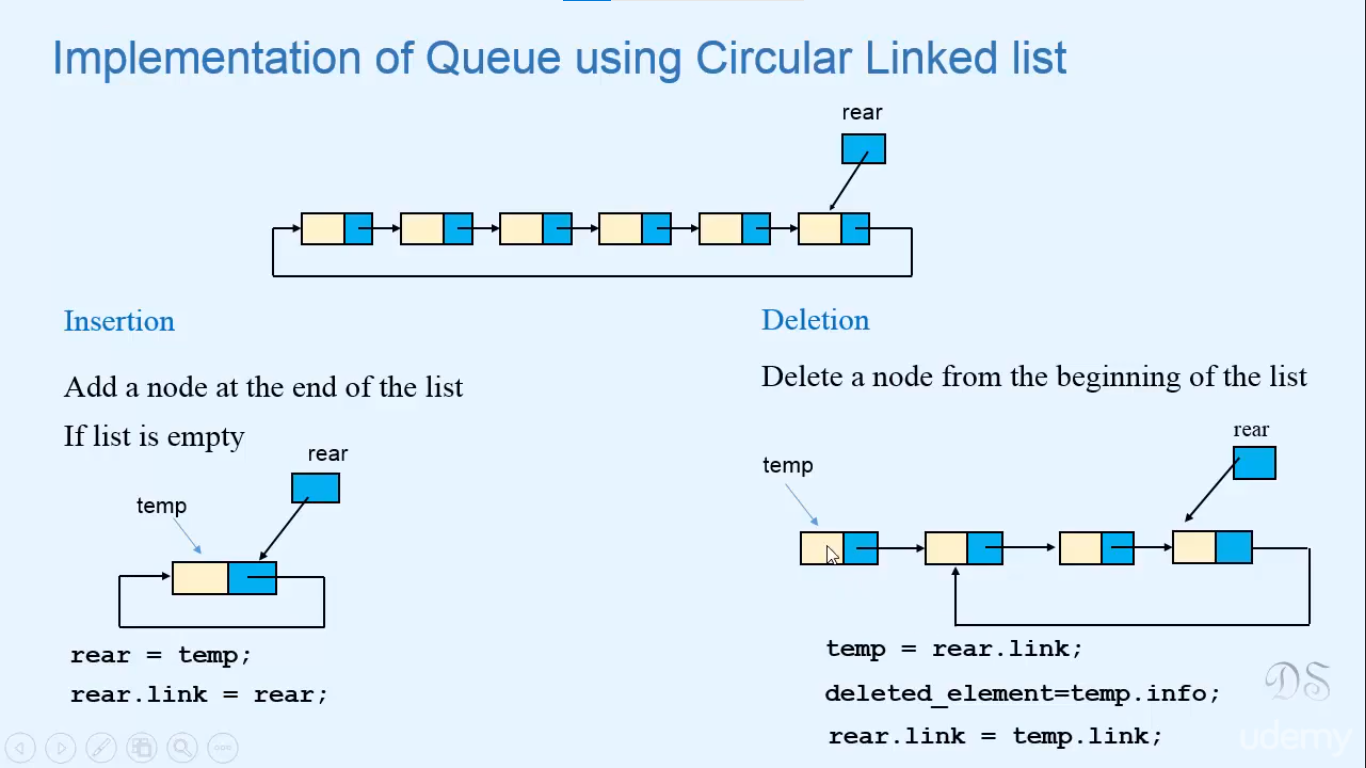 Implementation of Queue using Circular Linked list
rear
Insertion
Add a node at the end of the list
If list is empty
rear
temp
rear = temp;
rear.link = rear;
Deletion
Delete a node from the beginning of the list
rear
temp
temp = rear.link;
deleted_element=temp.info;
rear.link = temp.link;
DS
udemy